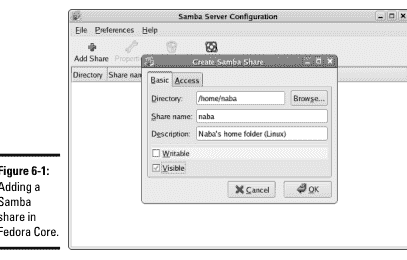 Samba Server Configuration
File Preferences Help
Add Share
Create Samba Share
Directory Share nam
Basic Access
Directory: /home/naba Browse...
Share name: naba
Description: Naba's home folder (Linux)
Writable
Visible
Cancel OK
Figure 6-1:
Adding a
Samba
share in
Fedora Core.